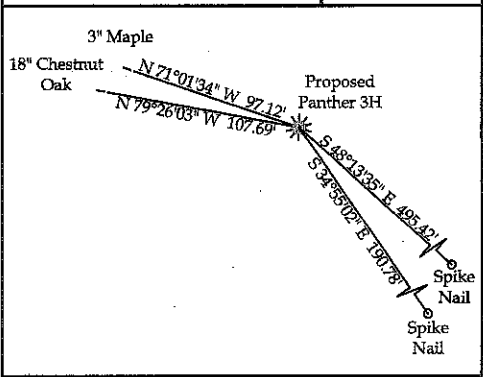 3" Maple
18" Chestnut
Oak
N 71°01'34" W 97.12'
N 79°26'03" W 107.69'
Proposed
Panther 3H
S 48°13'35" E 495.42'
S 34°55'02" E 190.78'
Spike
Nail
Spike
Nail